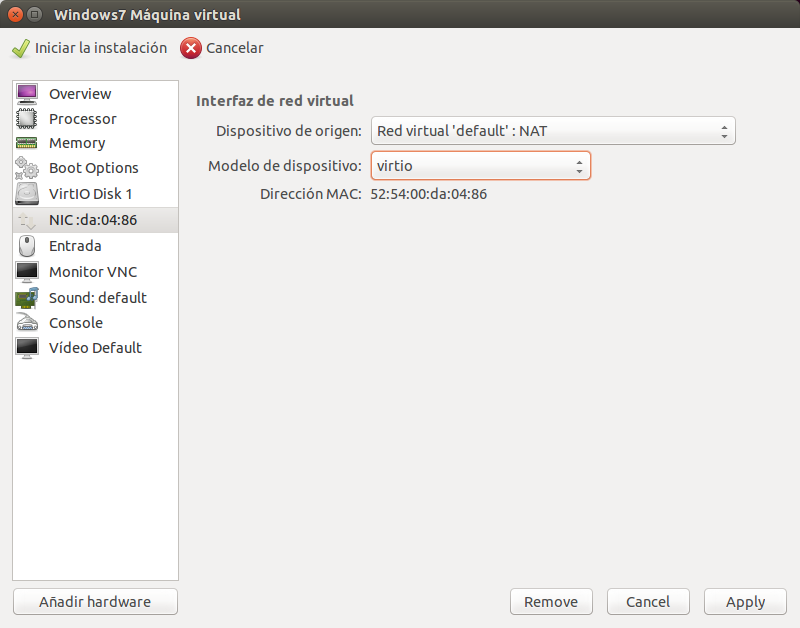 Windows7 Máquina virtual
Iniciar la instalación Cancelar
Overview
Processor
Memory
Boot Options
VirtIO Disk 1
NIC :da:04:86
Entrada
Monitor VNC
Sound: default
Console
Vídeo Default
Añadir hardware
Interfaz de red virtual
Dispositivo de origen: Red virtual 'default' : NAT
Modelo de dispositivo: virtio
Dirección MAC: 52:54:00:da:04:86
Remove Cancel Apply